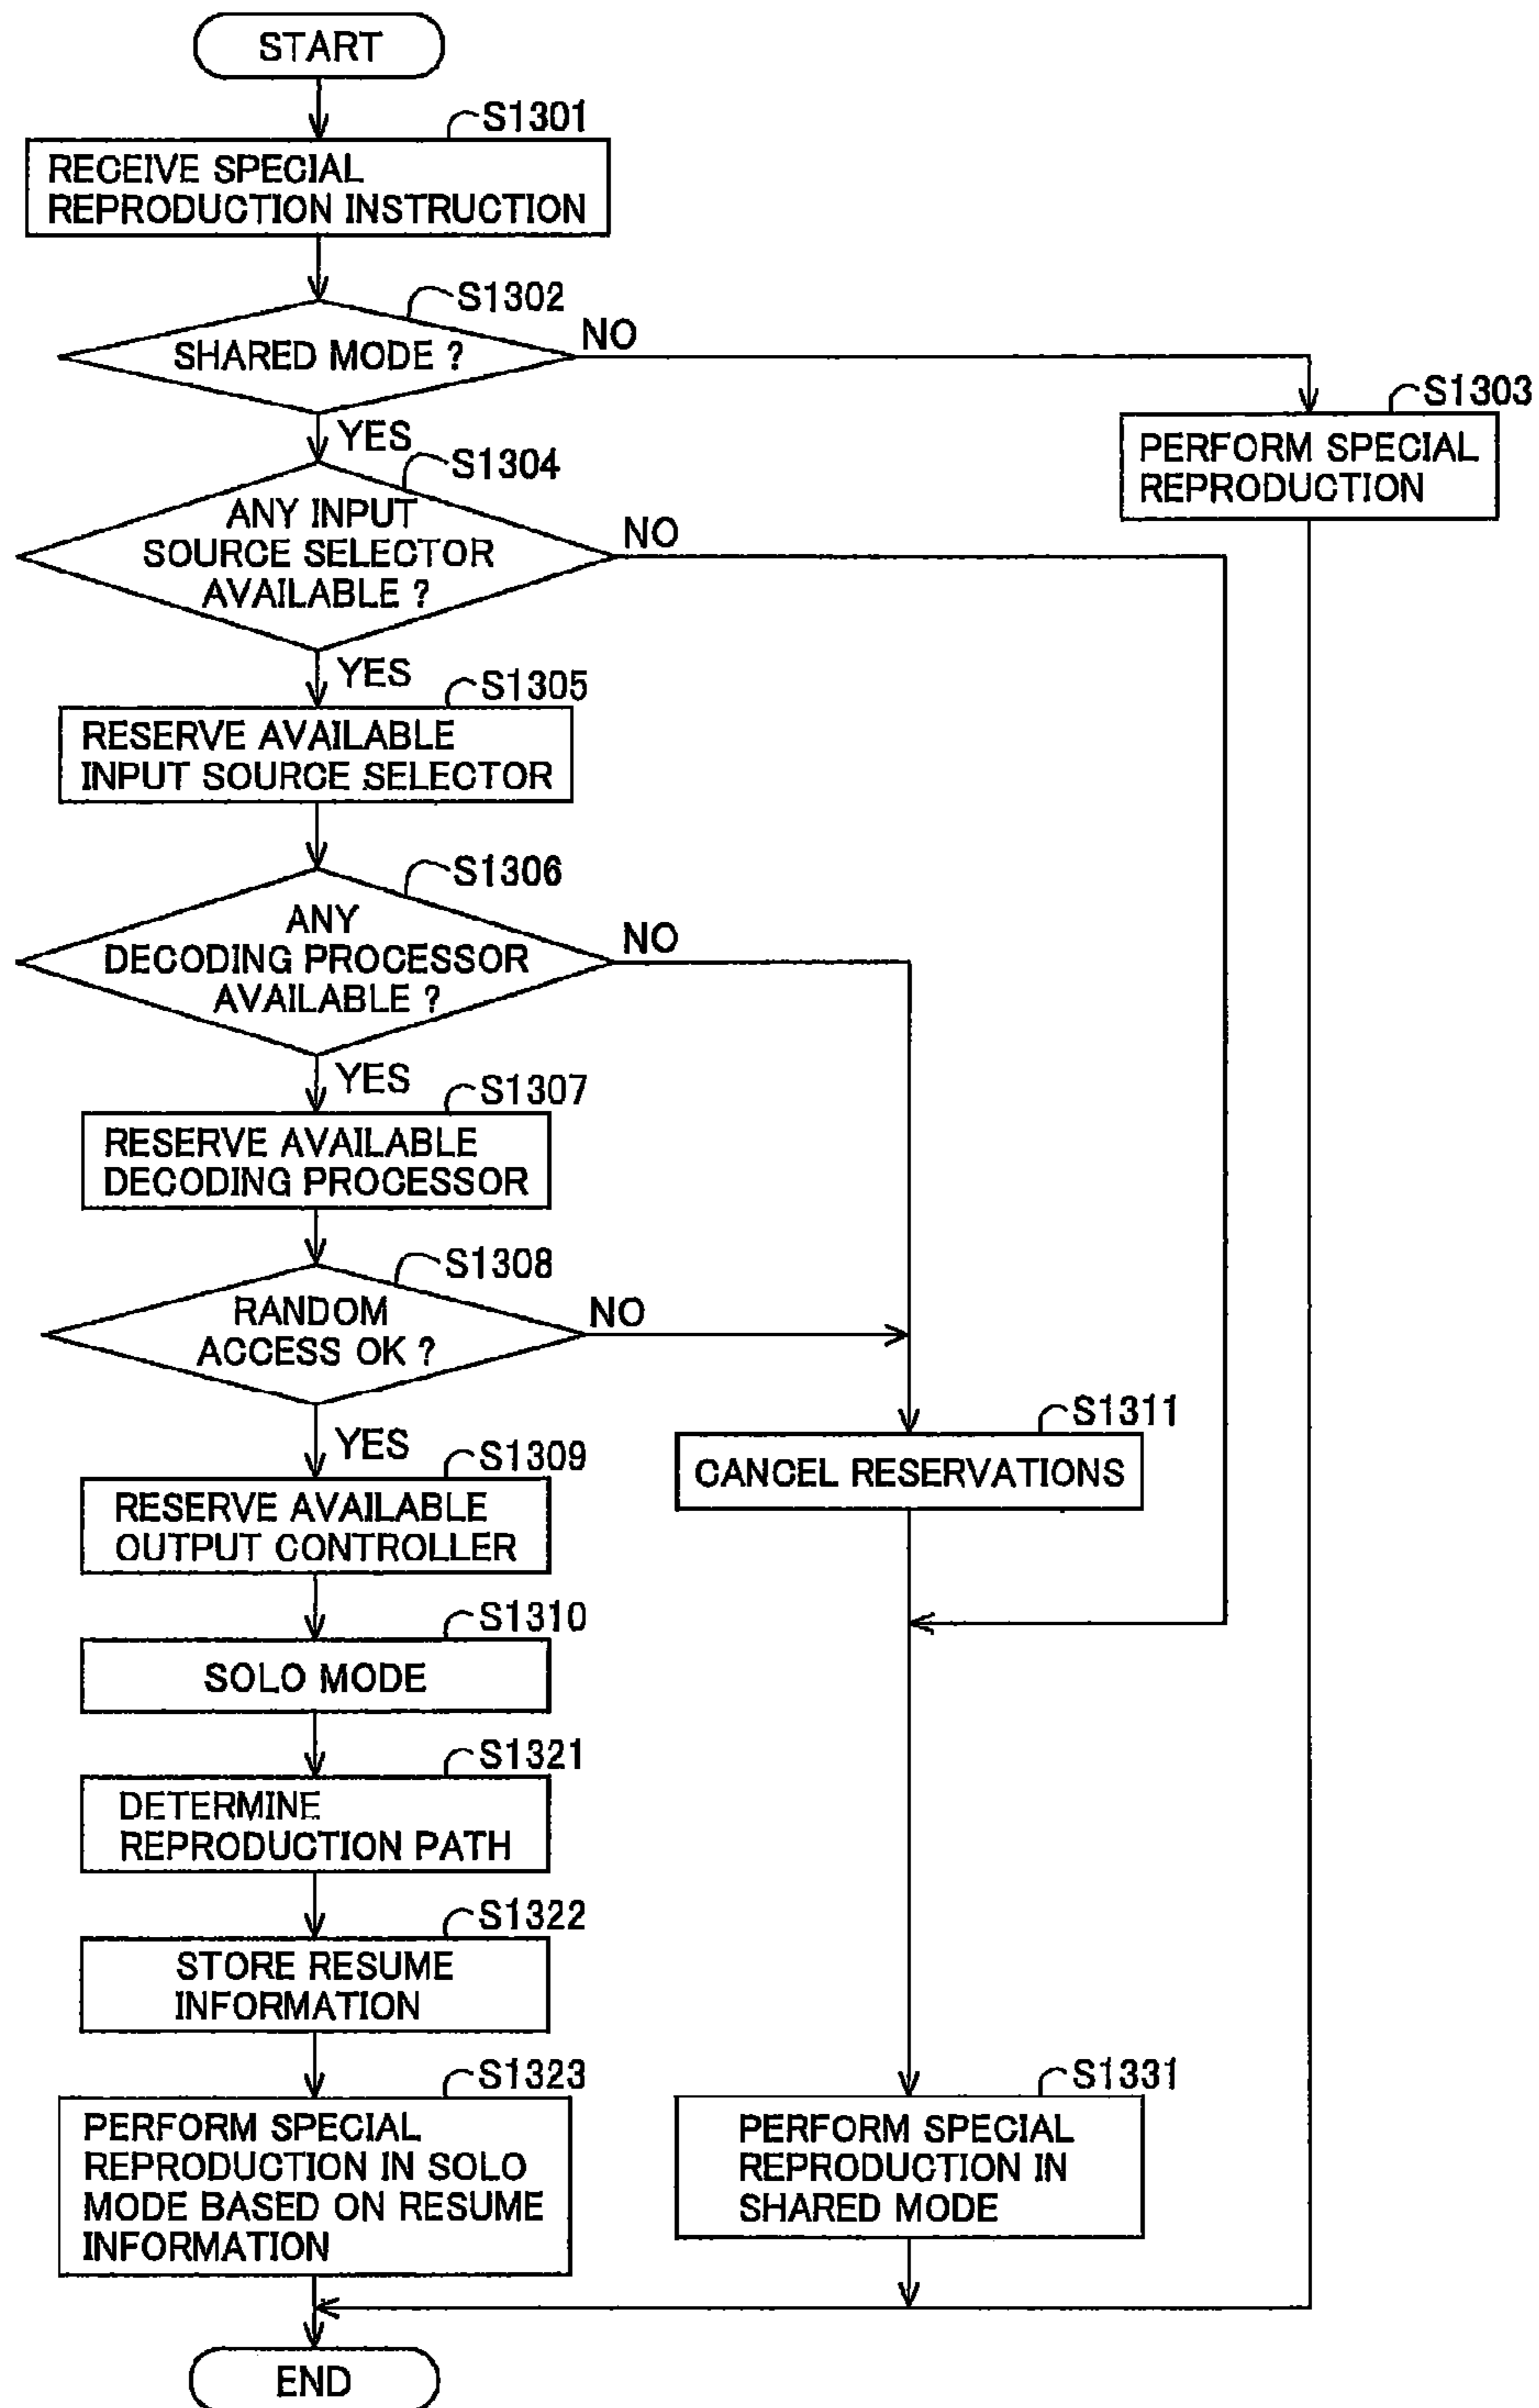 START
S1301
RECEIVE SPECIAL
REPRODUCTION INSTRUCTION
S1302
SHARED MODE ?
NO
YES
S1303
PERFORM SPECIAL
REPRODUCTION
S1304
ANY INPUT
SOURCE SELECTOR
AVAILABLE ?
NO
YES
S1305
RESERVE AVAILABLE
INPUT SOURCE SELECTOR
S1306
ANY
DECODING PROCESSOR
AVAILABLE ?
NO
YES
S1307
RESERVE AVAILABLE
DECODING PROCESSOR
S1308
RANDOM
ACCESS OK ?
NO
YES
S1309
RESERVE AVAILABLE
OUTPUT CONTROLLER
S1311
CANCEL RESERVATIONS
S1310
SOLO MODE
S1321
DETERMINE
REPRODUCTION PATH
S1322
STORE RESUME
INFORMATION
S1323
PERFORM SPECIAL
REPRODUCTION IN SOLO
MODE BASED ON RESUME
INFORMATION
S1331
PERFORM SPECIAL
REPRODUCTION IN
SHARED MODE
END